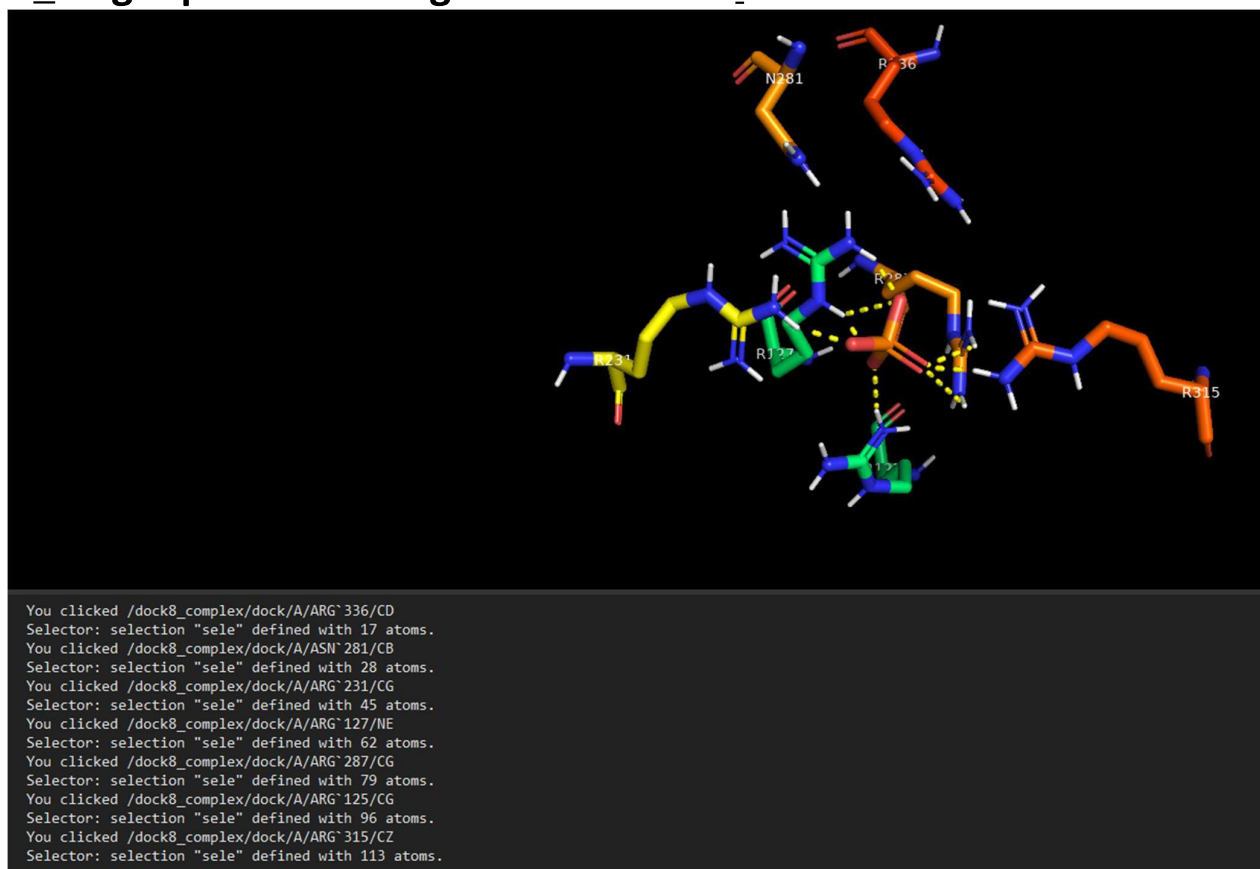 N281
R336
R287
R231
R127
R315
You clicked /dock8_complex/dock/A/ARG`336/CD
Selector: selection "sele" defined with 17 atoms.
You clicked /dock8_complex/dock/A/ASN`281/CB
Selector: selection "sele" defined with 28 atoms.
You clicked /dock8_complex/dock/A/ARG`231/CG
Selector: selection "sele" defined with 45 atoms.
You clicked /dock8_complex/dock/A/ARG`127/NE
Selector: selection "sele" defined with 62 atoms.
You clicked /dock8_complex/dock/A/ARG`287/CG
Selector: selection "sele" defined with 79 atoms.
You clicked /dock8_complex/dock/A/ARG`125/CG
Selector: selection "sele" defined with 96 atoms.
You clicked /dock8_complex/dock/A/ARG`315/CZ
Selector: selection "sele" defined with 113 atoms.